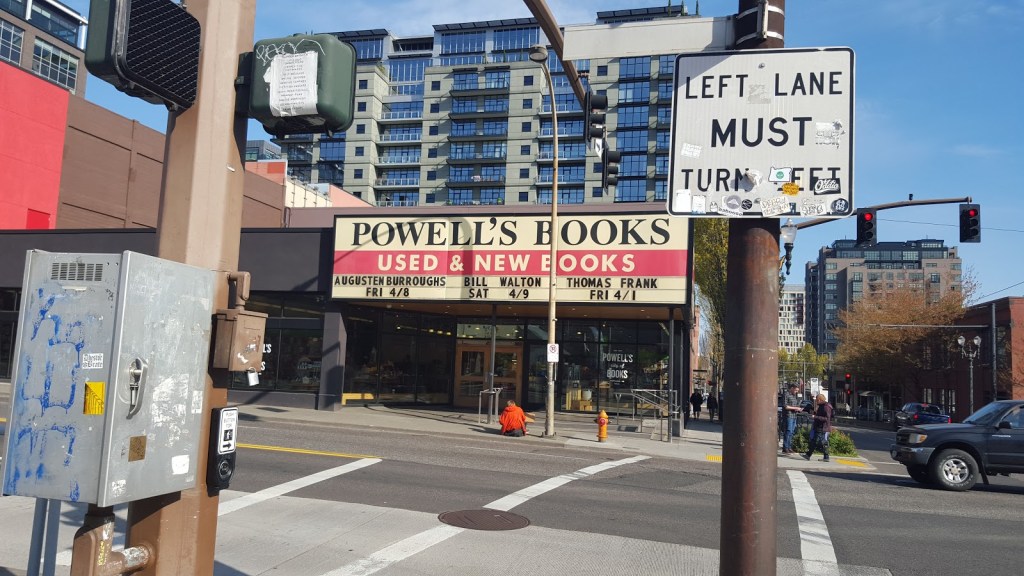 POWELL'S BOOKS
USED & NEW BOOKS
AUGUSTEN BURROUGHS BILL WALTON THOMAS FRANK
FRI 4/8 SAT 4/9 FRI 4/1
LEFT LANE
MUST
TURN LEFT
POWELL'S
BOOKS